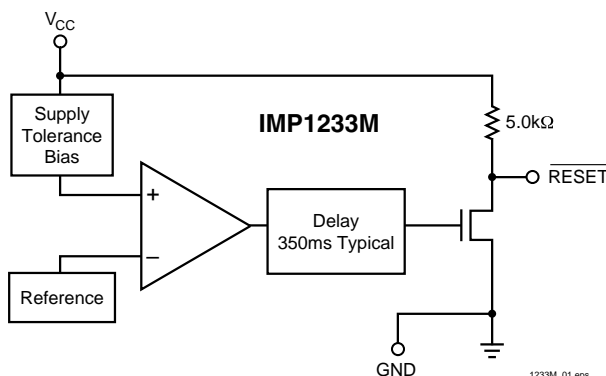 VCC
Supply
Tolerance
Bias
IMP1233M
5.0kΩ
RESET
+
Delay
350ms Typical
–
Reference
GND
1233M_01.eps